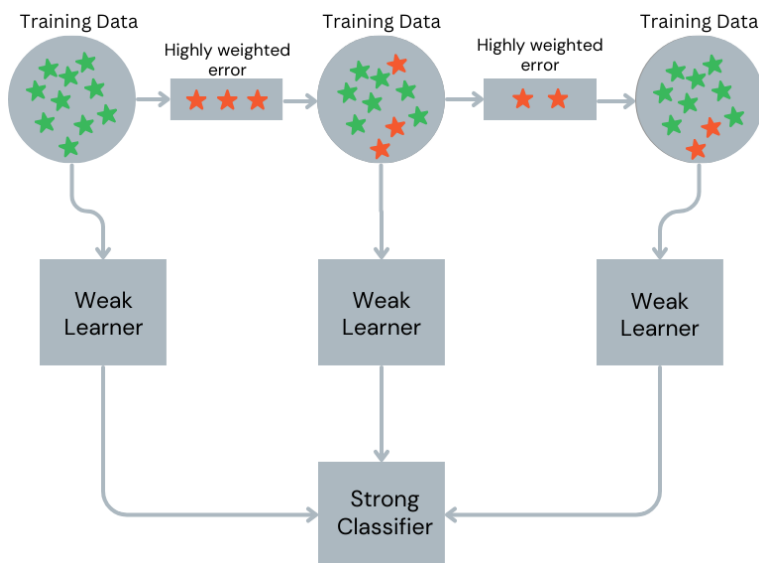 Training Data
Training Data
Training Data
Highly weighted
error
Highly weighted
error
Weak
Learner
Weak
Learner
Weak
Learner
Strong
Classifier